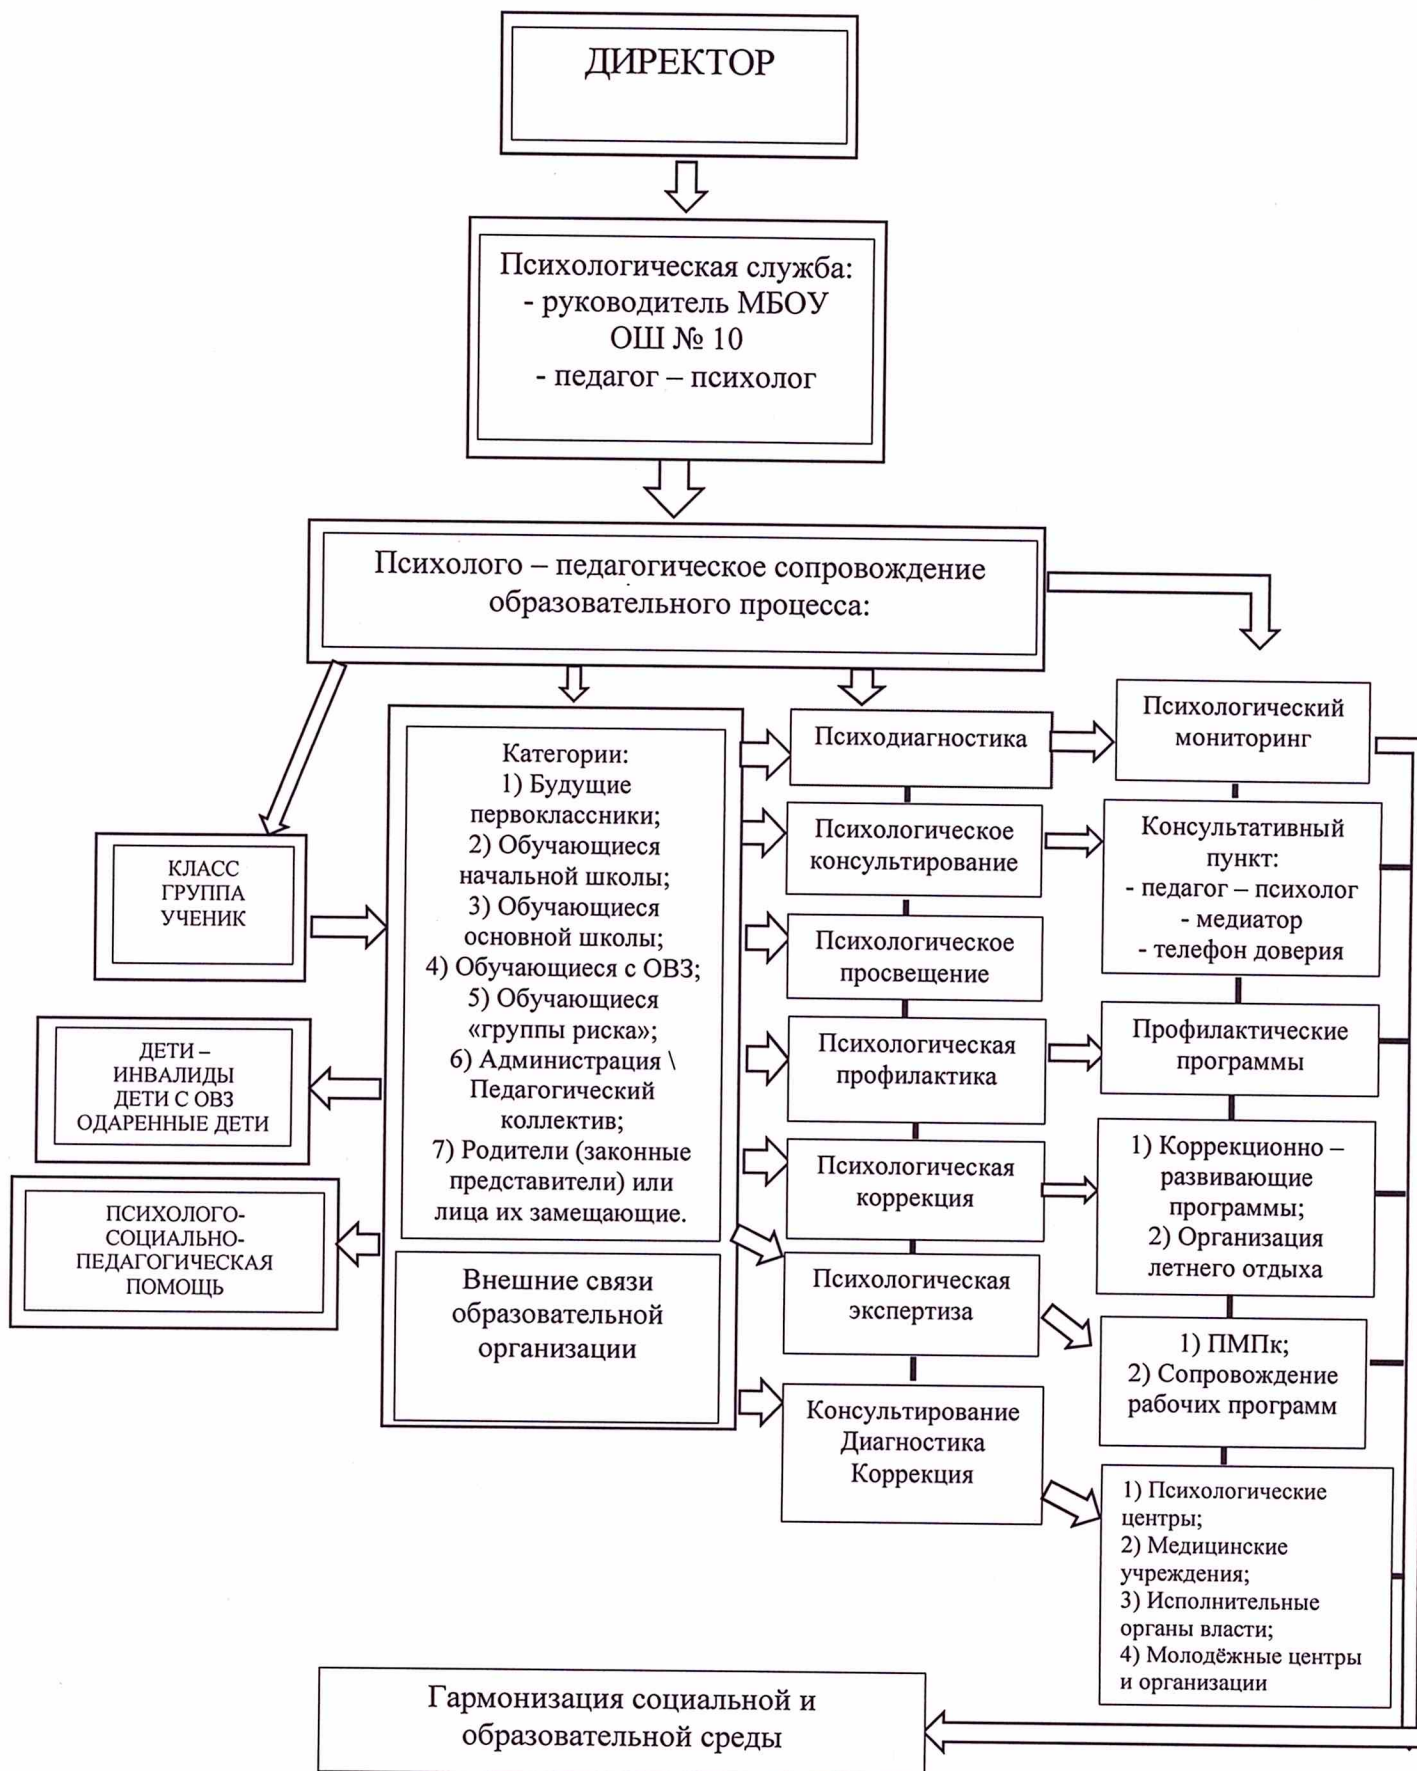 ДИРЕКТОР
Психологическая служба:
- руководитель МБОУ
ОШ № 10
- педагог – психолог
Психолого – педагогическое сопровождение
образовательного процесса:
КЛАСС
ГРУППА
УЧЕНИК
ДЕТИ –
ИНВАЛИДЫ
ДЕТИ С ОВЗ
ОДАРЕННЫЕ ДЕТИ
ПСИХОЛОГО-
СОЦИАЛЬНО-
ПЕДАГОГИЧЕСКАЯ
ПОМОЩЬ
Категории:
1) Будущие
первоклассники;
2) Обучающиеся
начальной школы;
3) Обучающиеся
основной школы;
4) Обучающиеся с ОВЗ;
5) Обучающиеся
«группы риска»;
6) Администрация \
Педагогический
коллектив;
7) Родители (законные
представители) или
лица их замещающие.
Внешние связи
образовательной
организации
Психодиагностика
Психологическое
консультирование
Психологическое
просвещение
Психологическая
профилактика
Психологическая
коррекция
Психологическая
экспертиза
Консультирование
Диагностика
Коррекция
Психологический
мониторинг
Консультативный
пункт:
- педагог – психолог
- медиатор
- телефон доверия
Профилактические
программы
1) Коррекционно –
развивающие
программы;
2) Организация
летнего отдыха
1) ПМПк;
2) Сопровождение
рабочих программ
1) Психологические
центры;
2) Медицинские
учреждения;
3) Исполнительные
органы власти;
4) Молодёжные центры
и организации
Гармонизация социальной и
образовательной среды